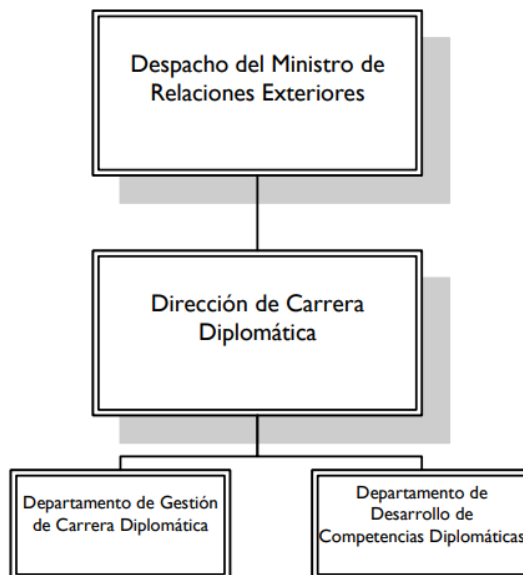 Despacho del Ministro de
Relaciones Exteriores
Dirección de Carrera
Diplomática
Departamento de Gestión
de Carrera Diplomática
Departamento de
Desarrollo de
Competencias Diplomáticas